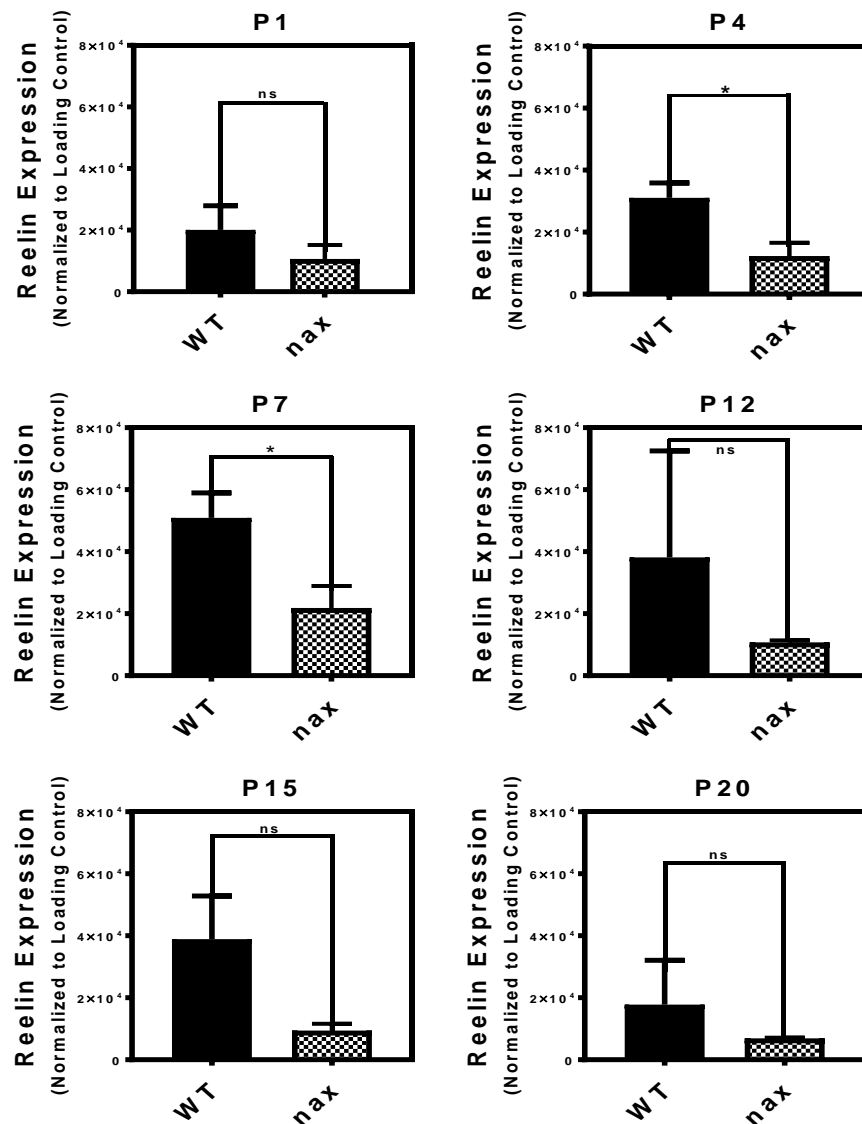 P1
Reelin Expression
(Normalized to Loading Control)
8×10⁴
6×10⁴
4×10⁴
2×10⁴
0
ns
WT
nax
P4
Reelin Expression
(Normalized to Loading Control)
8×10⁴
6×10⁴
4×10⁴
2×10⁴
0
*
WT
nax
P7
Reelin Expression
(Normalized to Loading Control)
8×10⁴
6×10⁴
4×10⁴
2×10⁴
0
*
WT
nax
P12
Reelin Expression
(Normalized to Loading Control)
8×10⁴
6×10⁴
4×10⁴
2×10⁴
0
ns
WT
nax
P15
Reelin Expression
(Normalized to Loading Control)
8×10⁴
6×10⁴
4×10⁴
2×10⁴
0
ns
WT
nax
P20
Reelin Expression
(Normalized to Loading Control)
8×10⁴
6×10⁴
4×10⁴
2×10⁴
0
ns
WT
nax